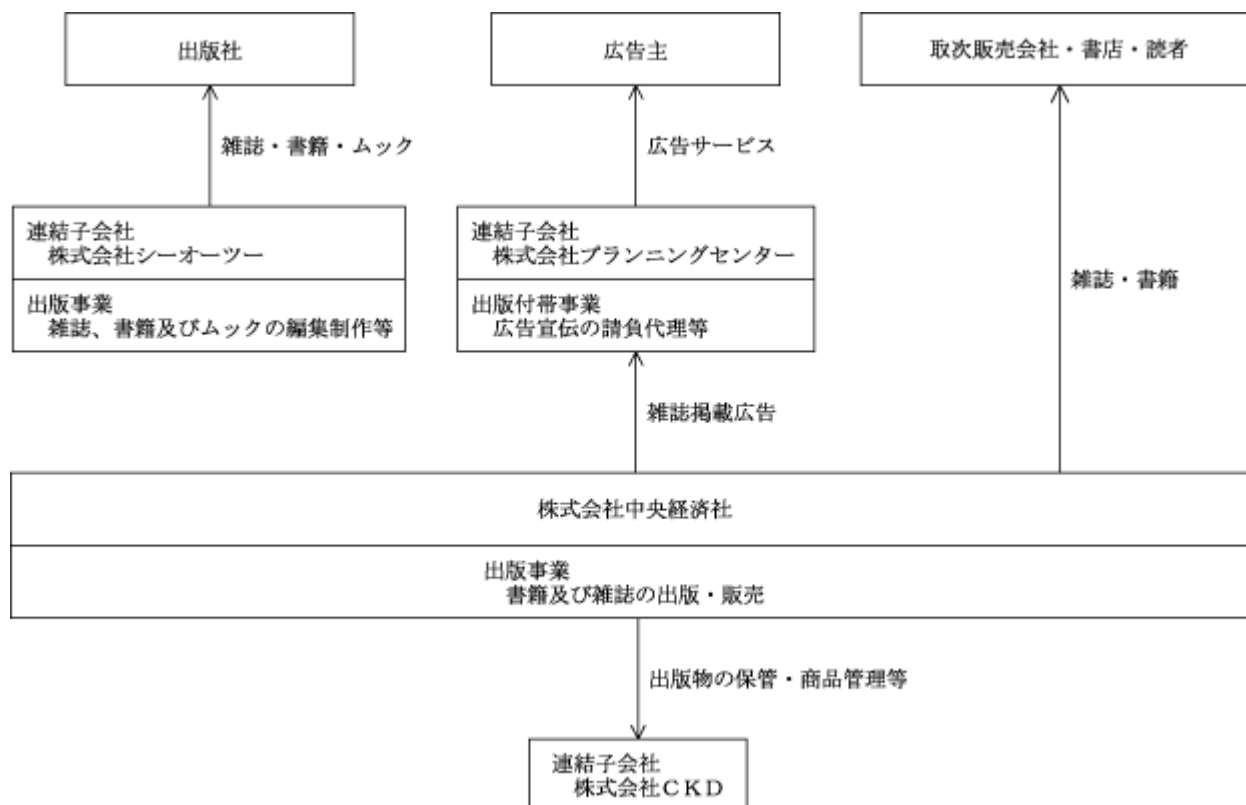 出版社
広告主
取次販売会社・書店・読者
雑誌・書籍・ムック
広告サービス
連結子会社
株式会社シーオーツー
出版事業
雑誌、書籍及びムックの編集制作等
連結子会社
株式会社プランニングセンター
出版付帯事業
広告宣伝の請負代理等
雑誌・書籍
雑誌掲載広告
株式会社中央経済社
出版事業
書籍及び雑誌の出版・販売
出版物の保管・商品管理等
連結子会社
株式会社CKD